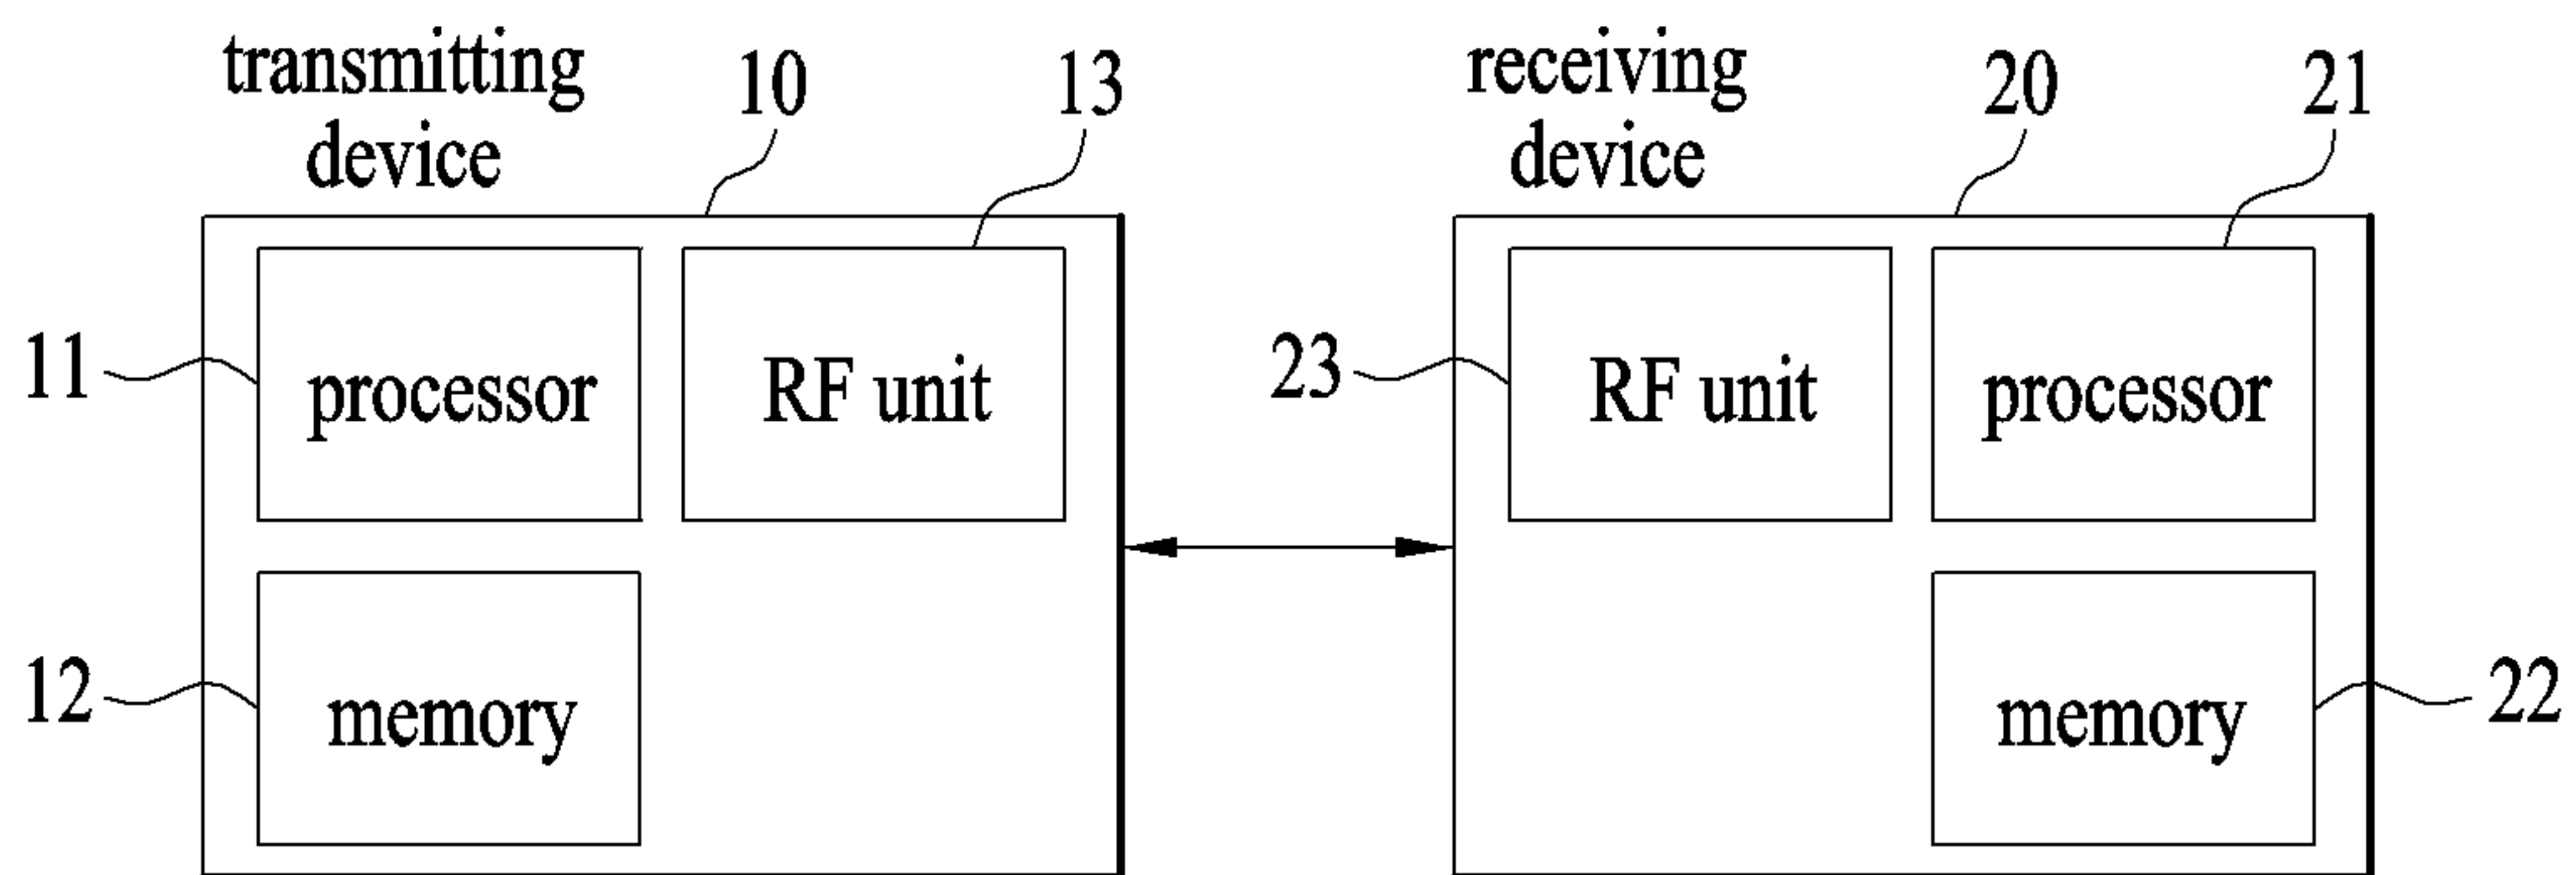 transmitting
device
10
13
receiving
device
20
21
11
processor
RF unit
23
RF unit
processor
12
memory
memory
22